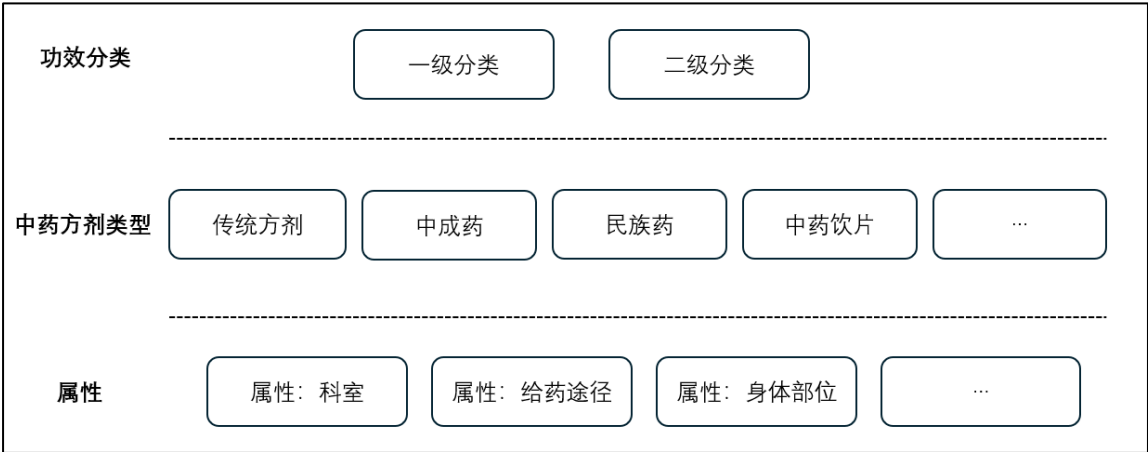 功效分类
一级分类
二级分类
中药方剂类型
传统方剂
中成药
民族药
中药饮片
...
属性
属性：科室
属性：给药途径
属性：身体部位
...